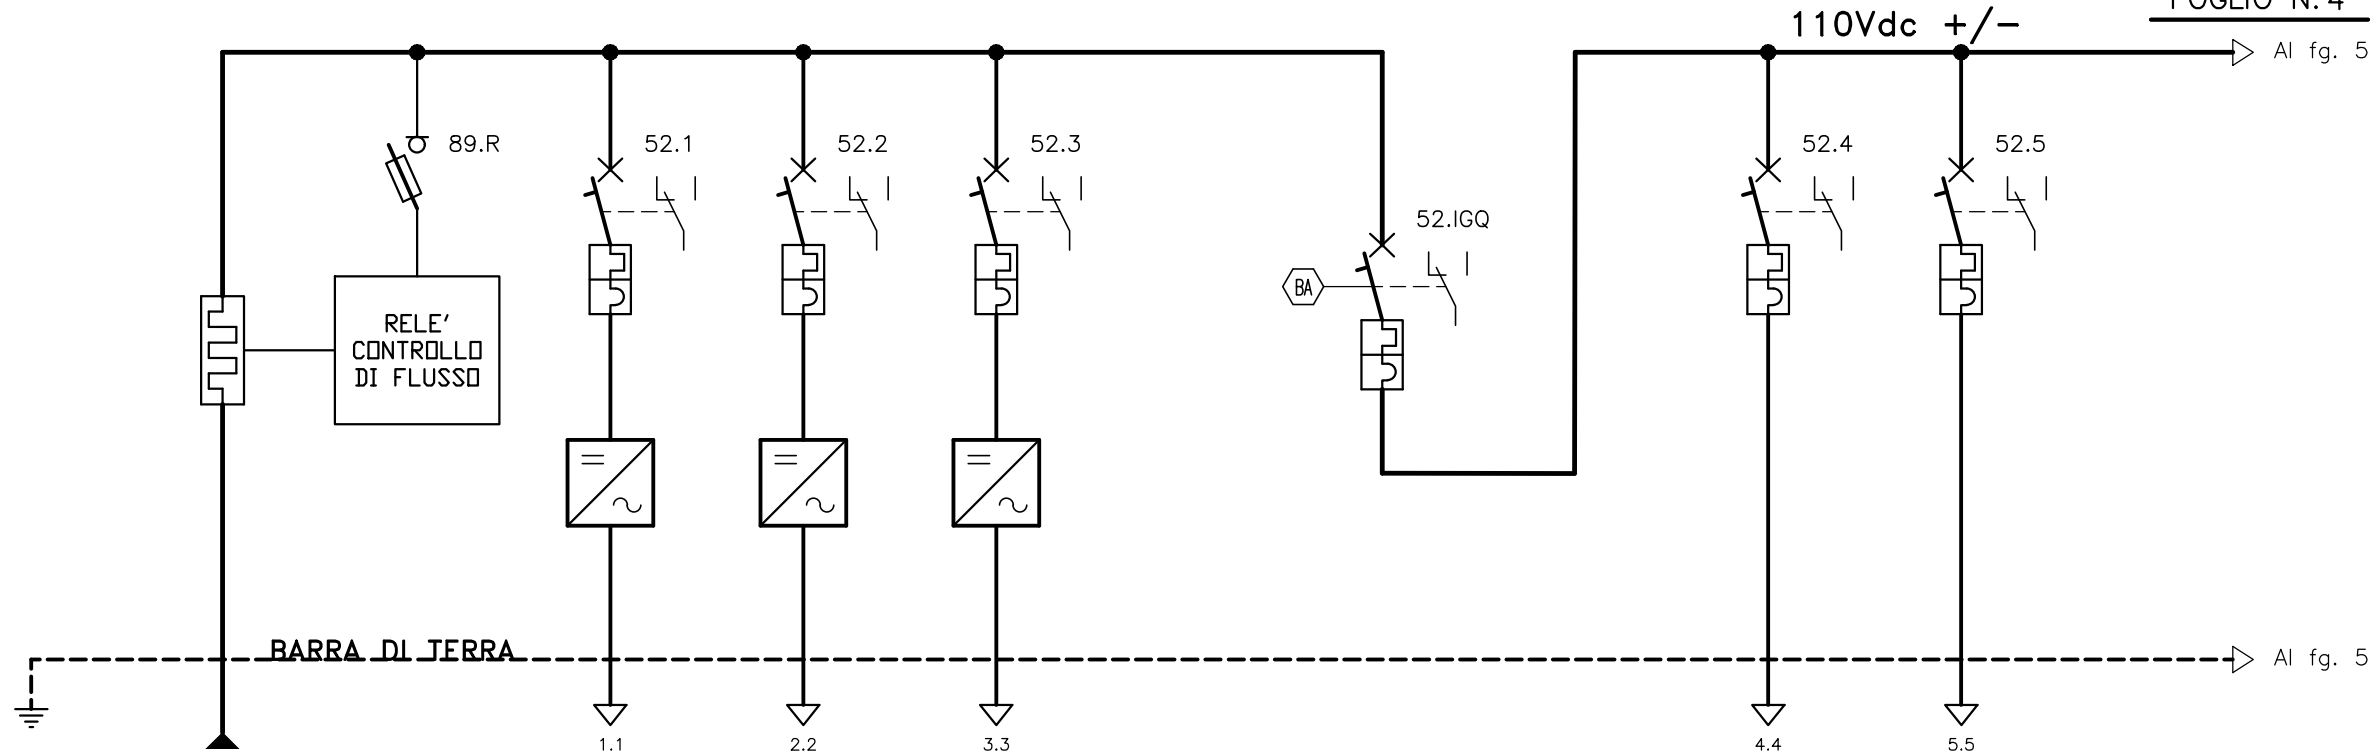 FOGLIO N.4
110Vdc +/-
Al fg. 5
89.R
52.1
52.2
52.3
52.4
52.5
52.IGQ
BA
RELE'
CONTROLLO
DI FLUSSO
BARRA DI TERRA
Al fg. 5
1.1
2.2
3.3
4.4
5.5